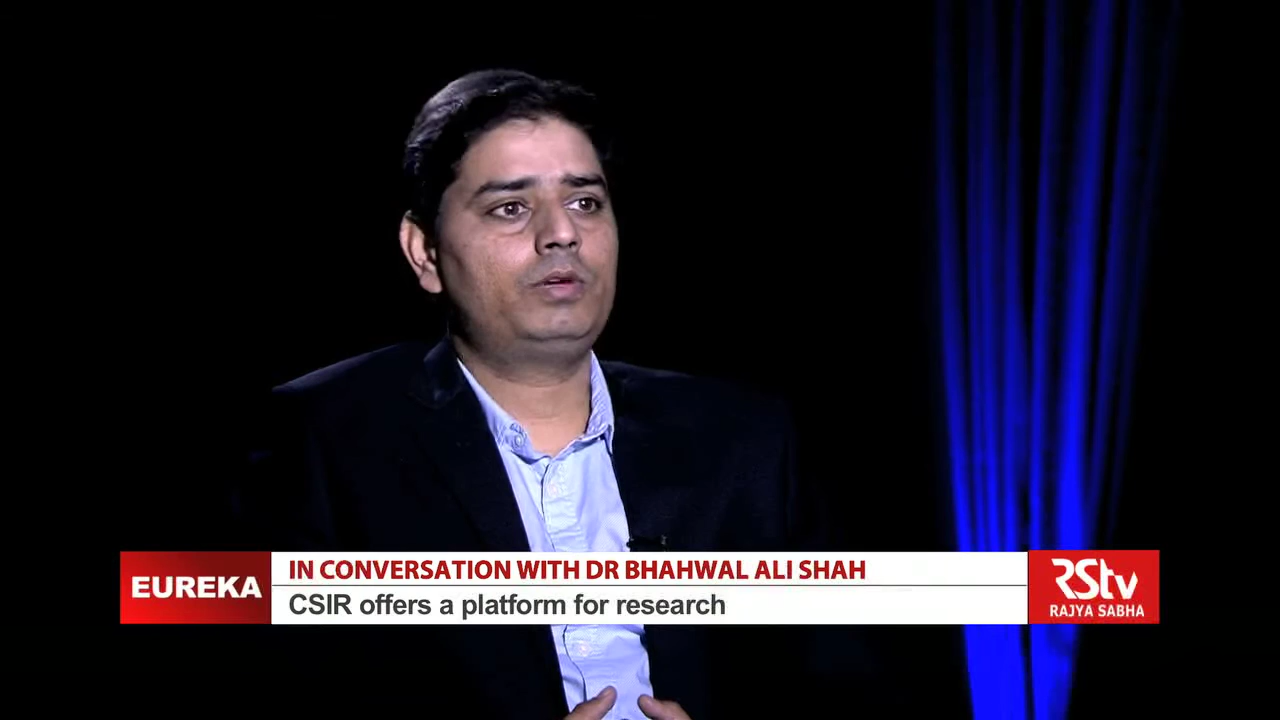 EUREKA
IN CONVERSATION WITH DR BHAHWAL ALI SHAH
CSIR offers a platform for research
RStv
RAJYA SABHA